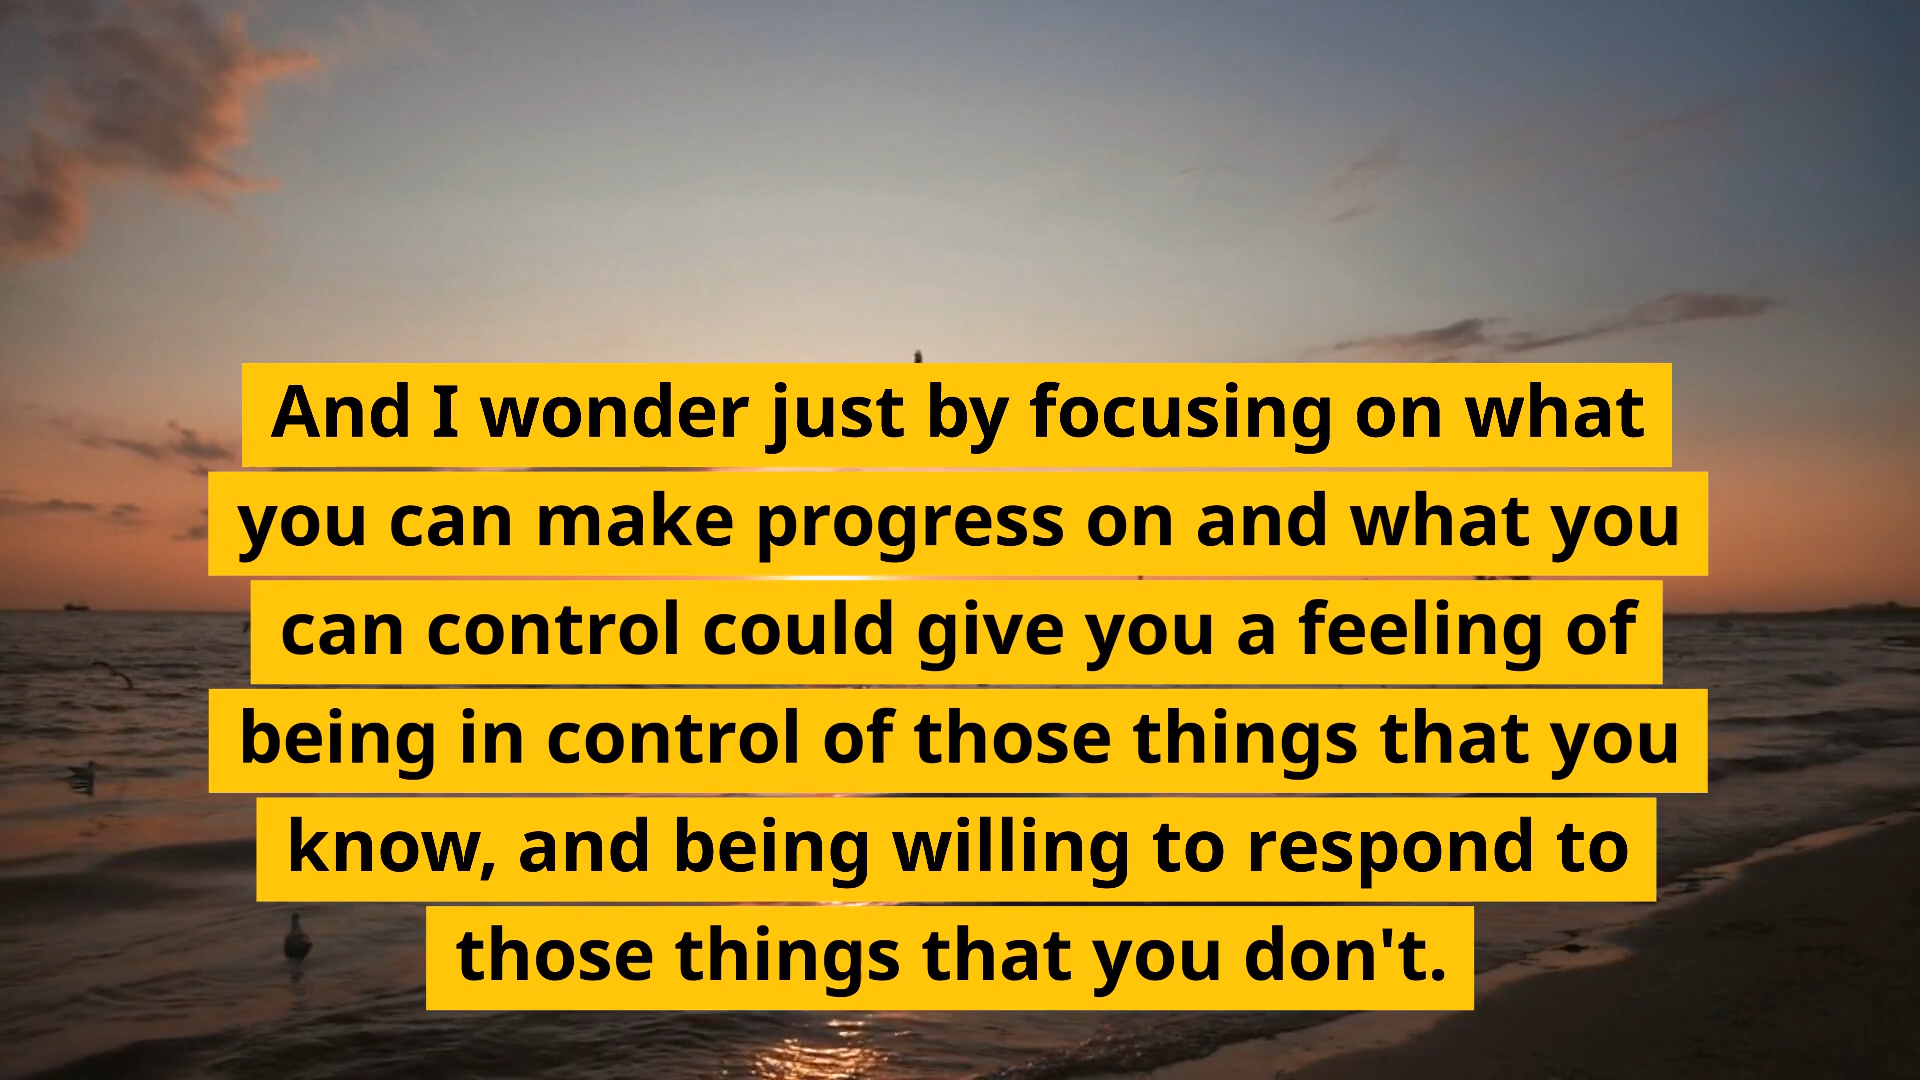 And I wonder just by focusing on what
you can make progress on and what you
can control could give you a feeling of
being in control of those things that you
know, and being willing to respond to
those things that you don't.